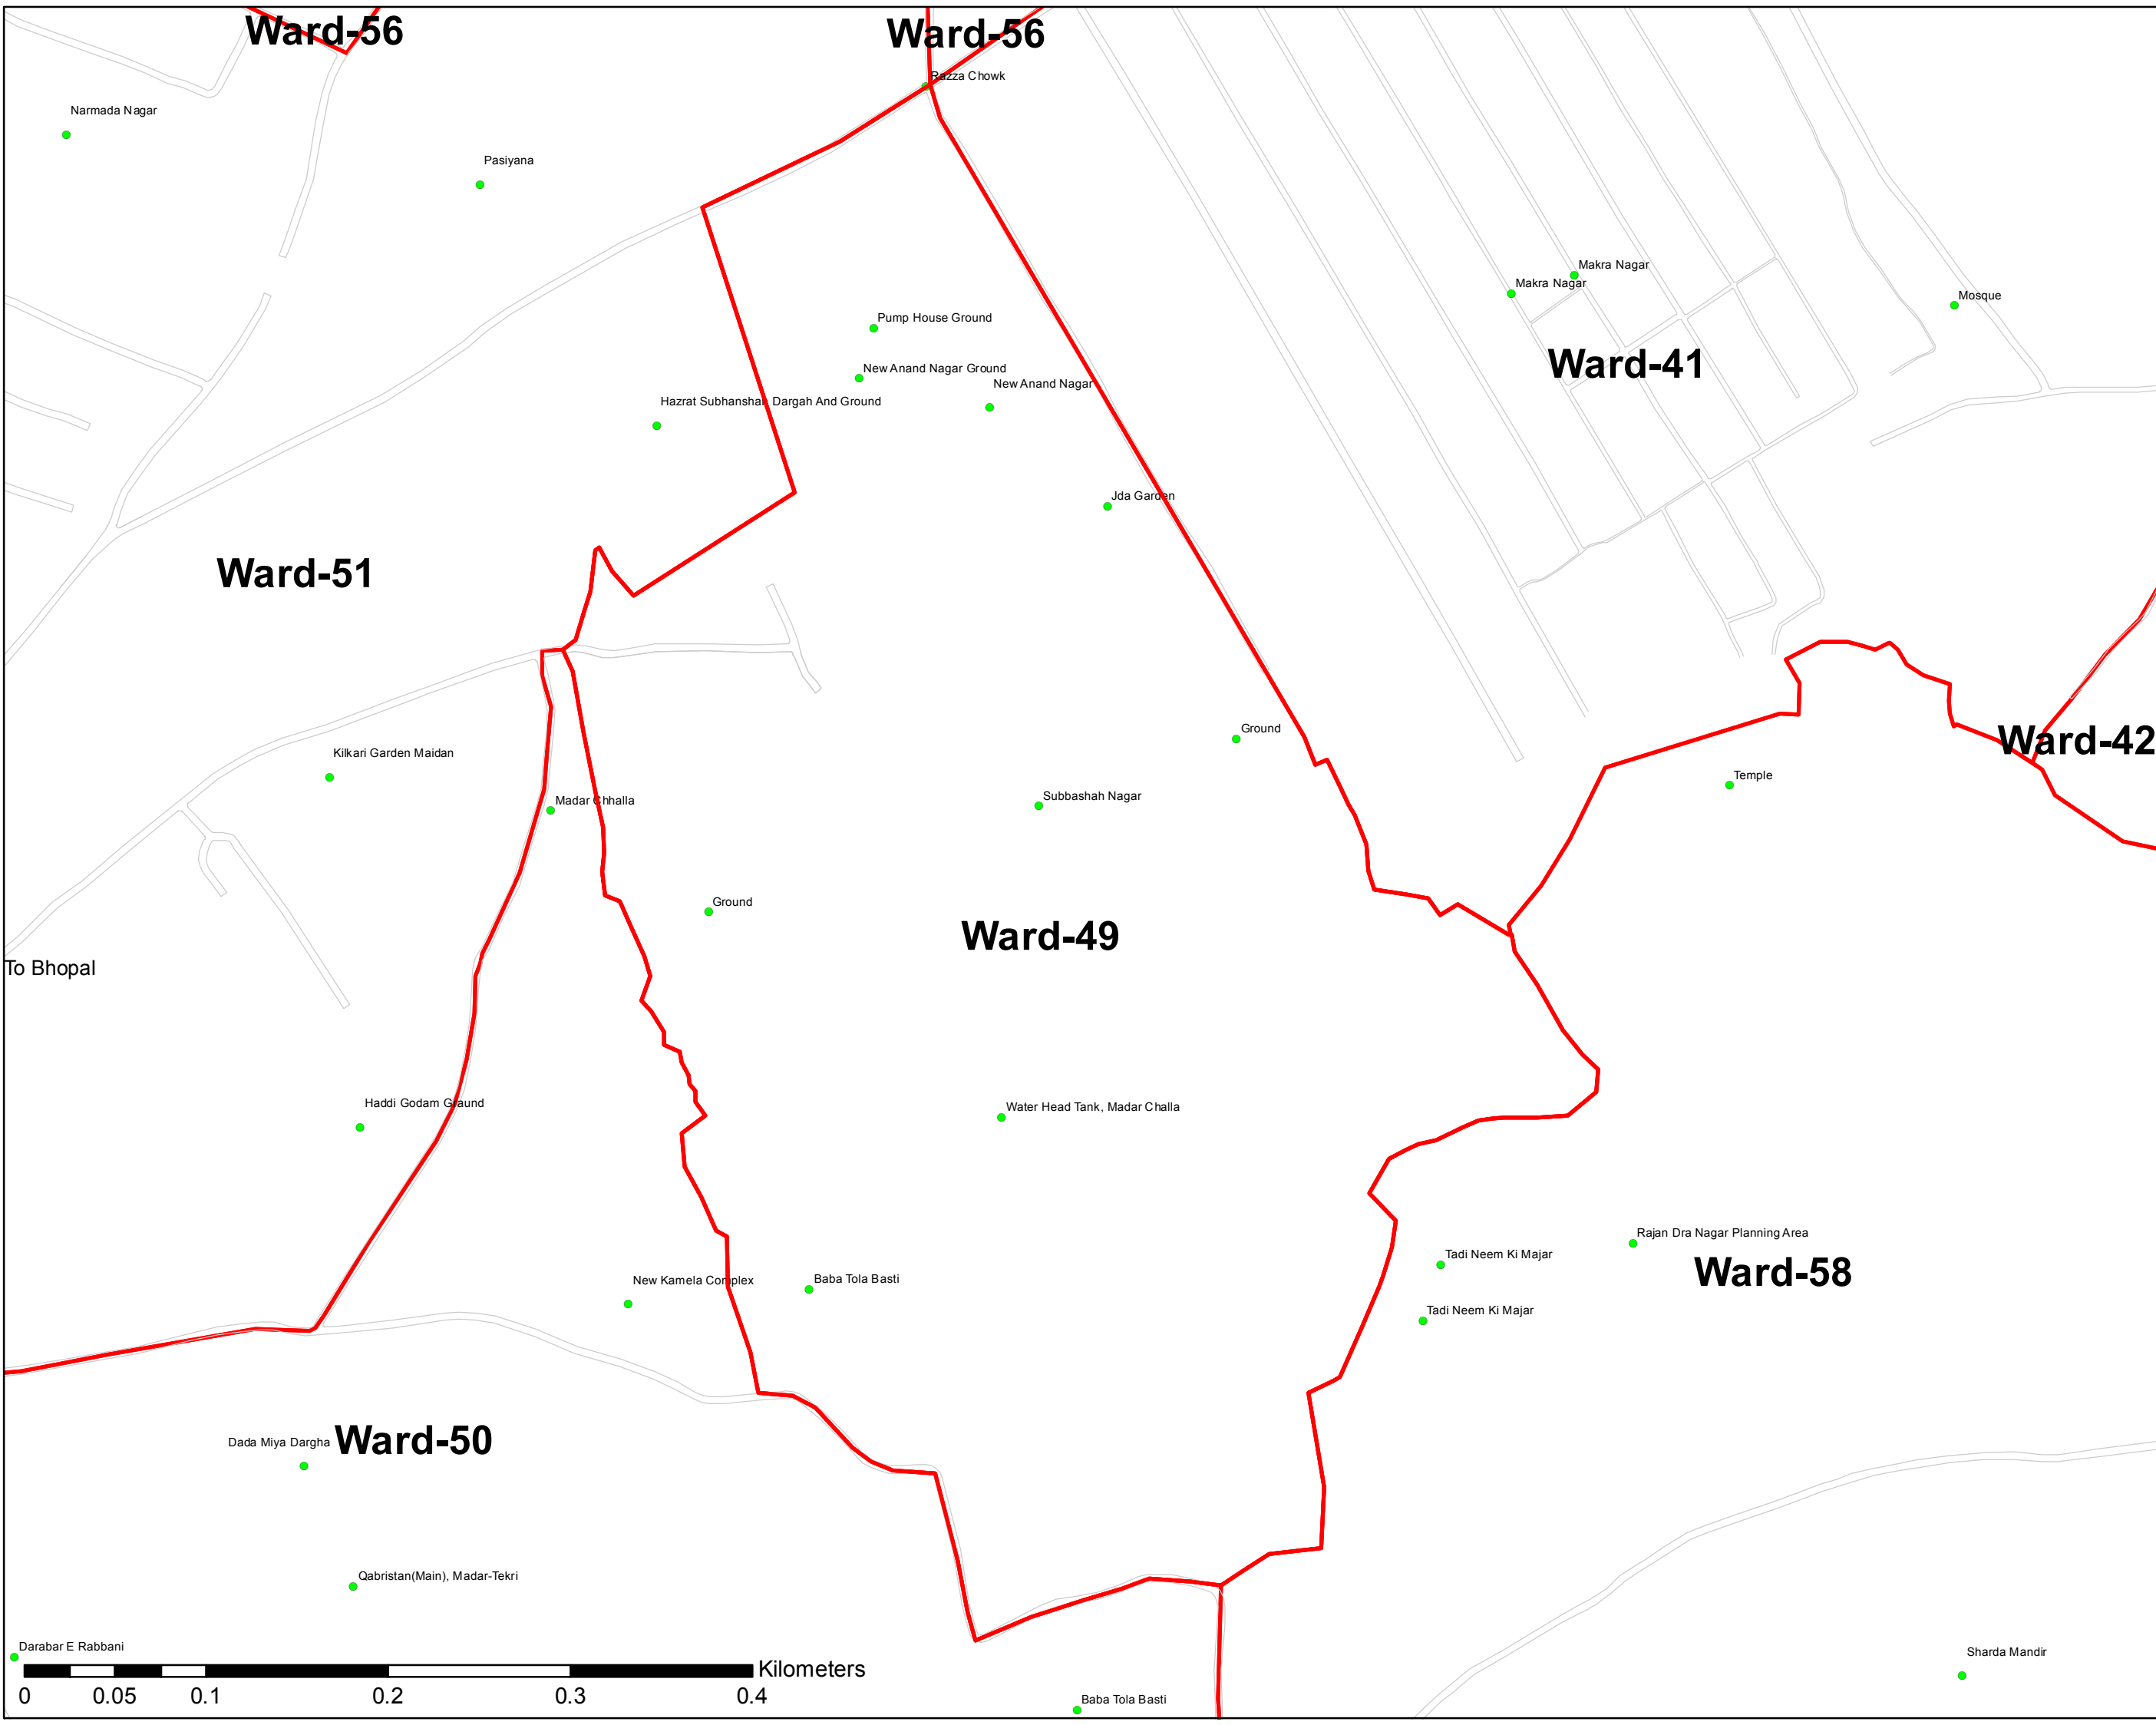 Ward-56
Ward-56
Razza Chowk
Narmada Nagar
Pasiyana
Makra Nagar
Makra Nagar
Mosque
Pump House Ground
Ward-41
New Anand Nagar Ground
New Anand Nagar
Hazrat Subhanshah Dargah And Ground
Jda Garden
Ward-51
Ground
Ward-42
Kilkari Garden Maidan
Temple
Madar Chhalla
Subbashah Nagar
Ground
Ward-49
To Bhopal
Haddi Godam Graund
Water Head Tank, Madar Challa
Rajan Dra Nagar Planning Area
Tadi Neem Ki Majar
Ward-58
New Kamela Complex
Baba Tola Basti
Tadi Neem Ki Majar
Dada Miya Dargha
Ward-50
Qabristan(Main), Madar-Tekri
Darabar E Rabbani
Sharda Mandir
Kilometers
0 0.05 0.1 0.2 0.3 0.4
Baba Tola Basti